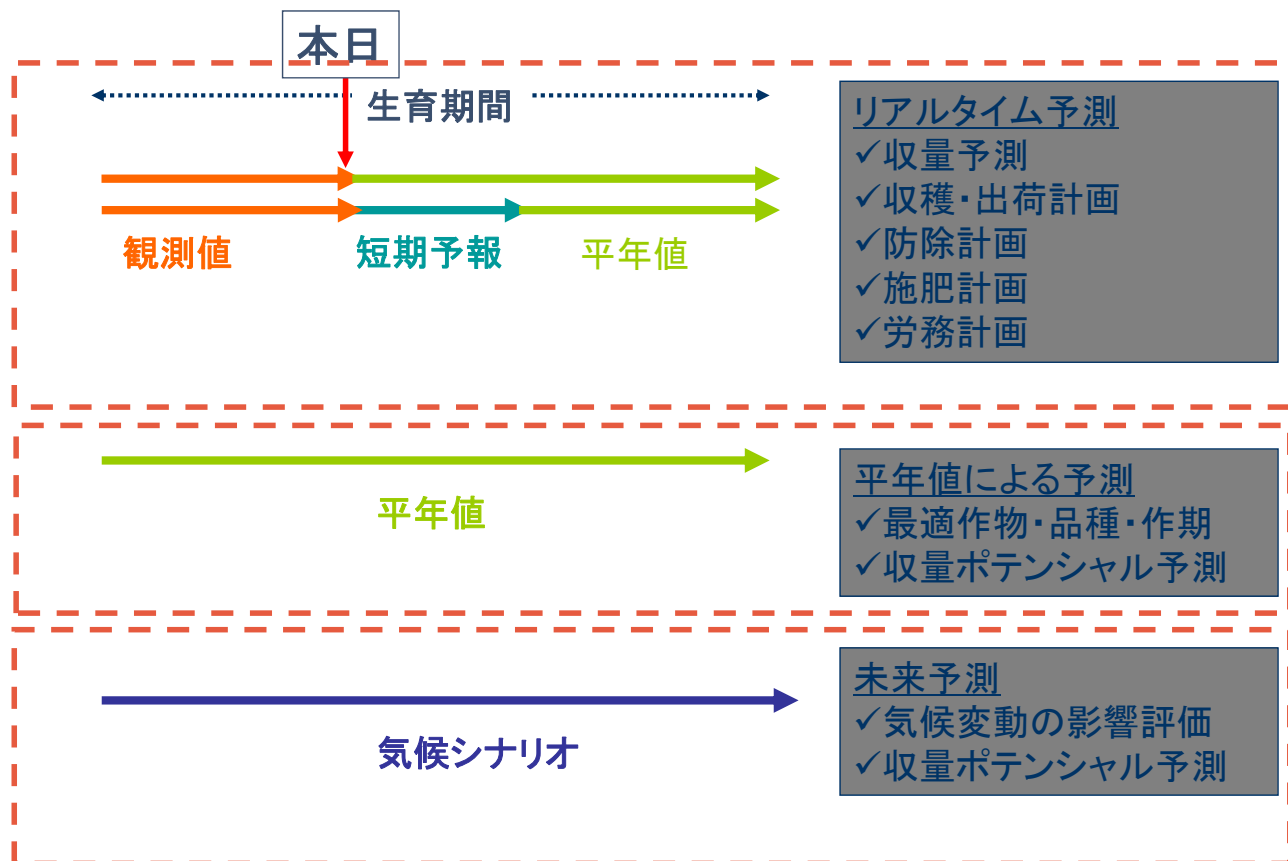 本日
生育期間
観測値
短期予報
平年値
リアルタイム予測
✓収量予測
✓収穫・出荷計画
✓防除計画
✓施肥計画
✓労務計画
平年値
平年値による予測
✓最適作物・品種・作期
✓収量ポテンシャル予測
気候シナリオ
未来予測
✓気候変動の影響評価
✓収量ポテンシャル予測